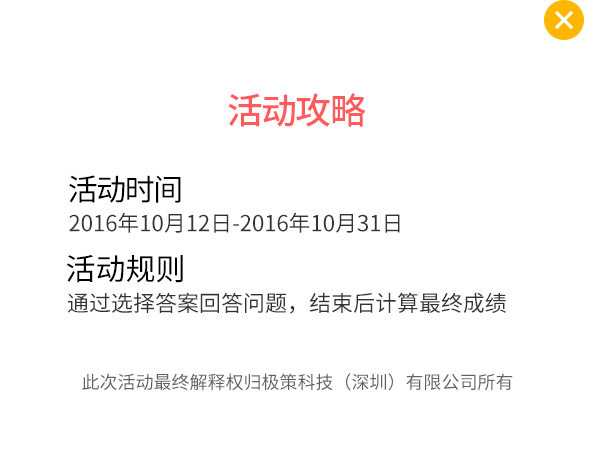 活动攻略
活动时间
2016年10月12日-2016年10月31日
活动规则
通过选择答案回答问题，结束后计算最终成绩
此次活动最终解释权归极策科技（深圳）有限公司所有